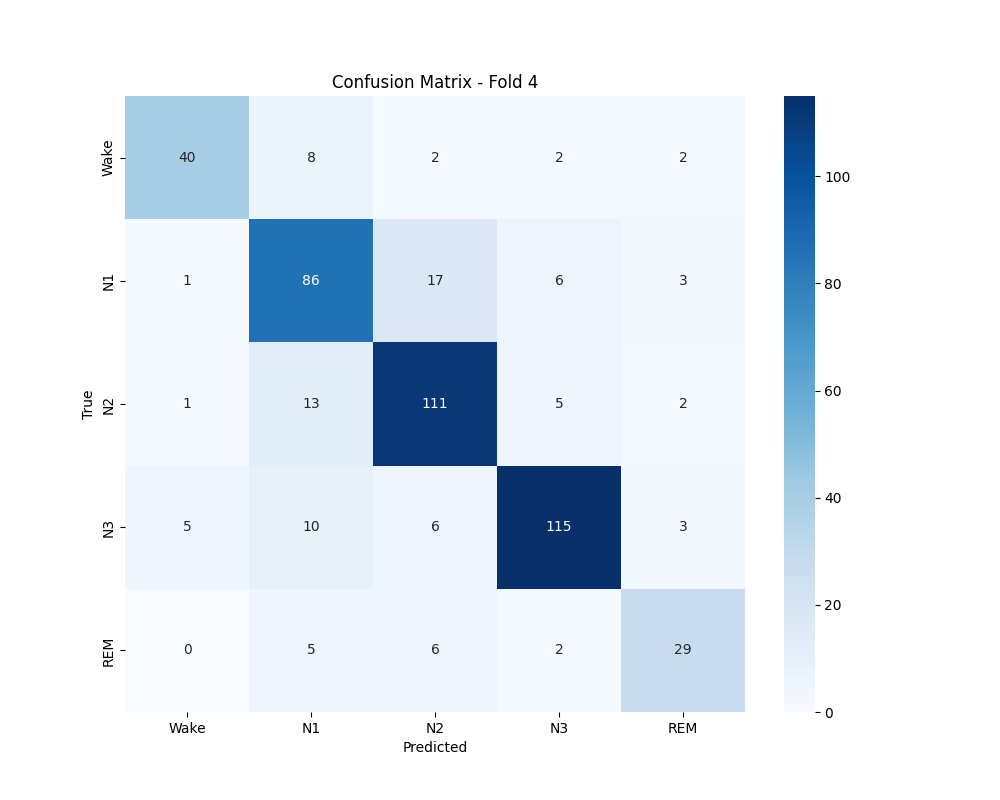 Confusion Matrix - Fold 4
Wake 40 8 2 2 2
N1 1 86 17 6 3
N2 1 13 111 5 2
N3 5 10 6 115 3
REM 0 5 6 2 29
Wake N1 N2 N3 REM
Predicted
True
100
80
60
40
20
0